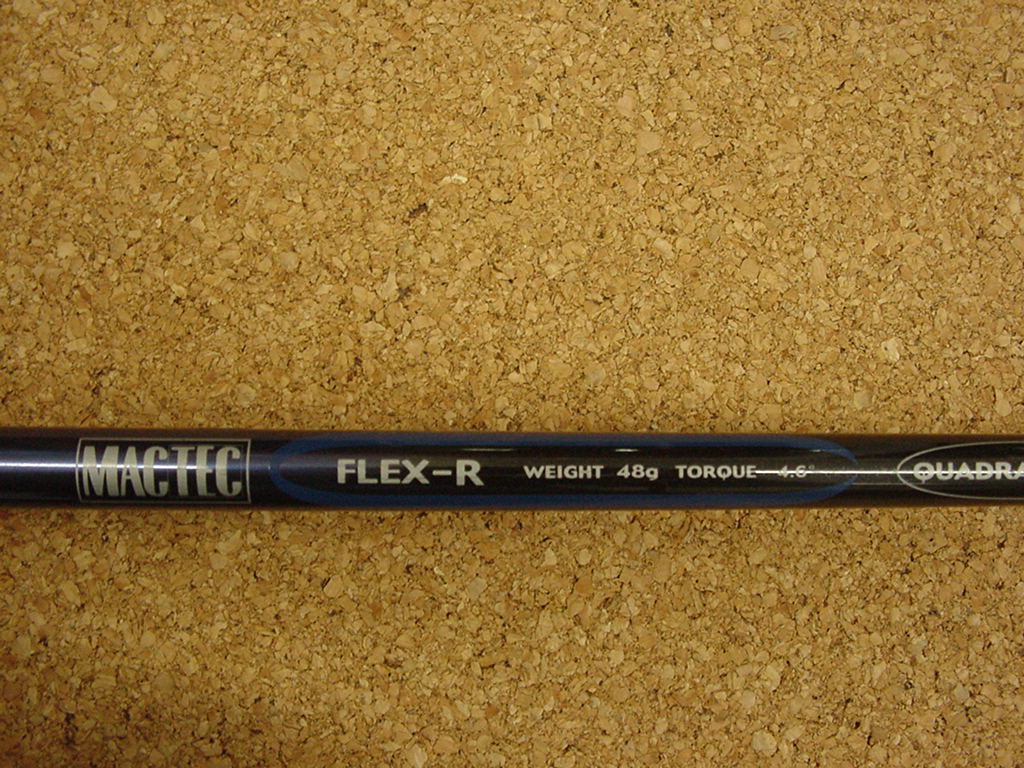 MACTEC FLEX-R WEIGHT 48g TORQUE 4.6° QUADRA